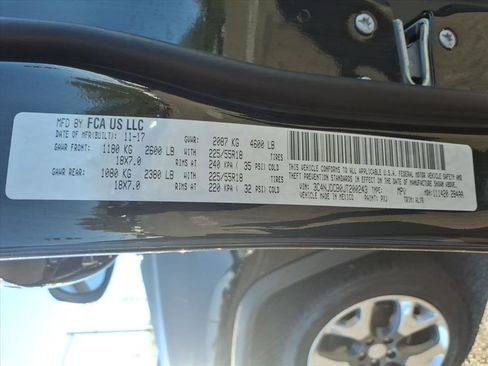 MFD BY FCA US LLC
DATE OF MFR(BUILT): 11-17 GVWR: 2087 KG 4600 LB
GAWR FRONT: 1180 KG 2600 LB WITH 225/55R18 TIRES
18X7.0 RIMS AT 240 KPA ( 35 PSI) COLD
GAWR REAR: 1080 KG 2380 LB WITH 225/55R18 TIRES
18X7.0 RIMS AT 220 KPA ( 32 PSI) COLD
THIS VEHICLE CONFORMS TO ALL APPLICABLE U.S.A. FEDERAL MOTOR VEHICLE SAFETY AND
THEFT PREVENTION STANDARDS IN EFFECT ON THE DATE OF MANUFACTURE SHOWN ABOVE.
VIN: TYPE: MPV MDH:
VEHICLE MADE IN MEXICO PAINT: PXJ TRIM: